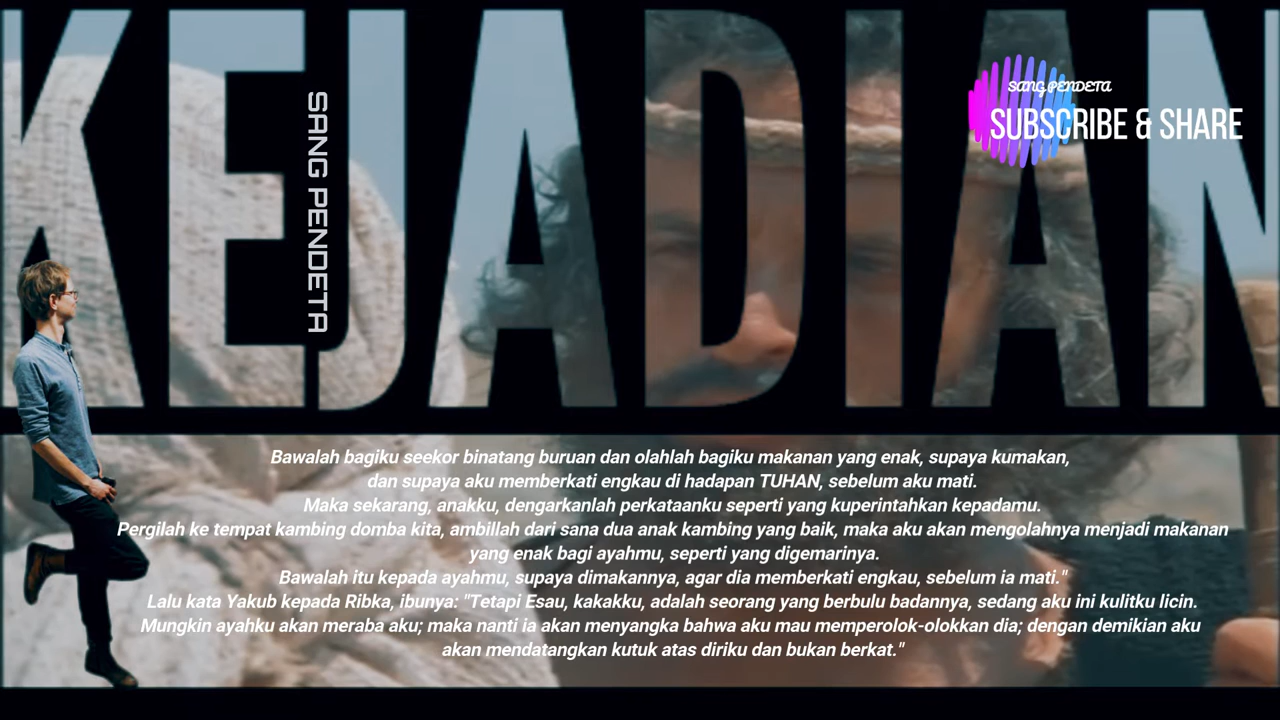 KEJADIAN
SANG PENDETA
SANG PENDETA
SUBSCRIBE & SHARE
Bawalah bagiku seekor binatang buruan dan olahlah bagiku makanan yang enak, supaya kumakan,
dan supaya aku memberkati engkau di hadapan TUHAN, sebelum aku mati.
Maka sekarang, anakku, dengarkanlah perkataanku seperti yang kuperintahkan kepadamu.
Pergilah ke tempat kambing domba kita, ambillah dari sana dua anak kambing yang baik, maka aku akan mengolahnya menjadi makanan
yang enak bagi ayahmu, seperti yang digemarinya.
Bawalah itu kepada ayahmu, supaya dimakannya, agar dia memberkati engkau, sebelum ia mati."
Lalu kata Yakub kepada Ribka, ibunya: "Tetapi Esau, kakakku, adalah seorang yang berbulu badannya, sedang aku ini kulitku licin.
Mungkin ayahku akan meraba aku; maka nanti ia akan menyangka bahwa aku mau memperolok-olokkan dia; dengan demikian aku
akan mendatangkan kutuk atas diriku dan bukan berkat."